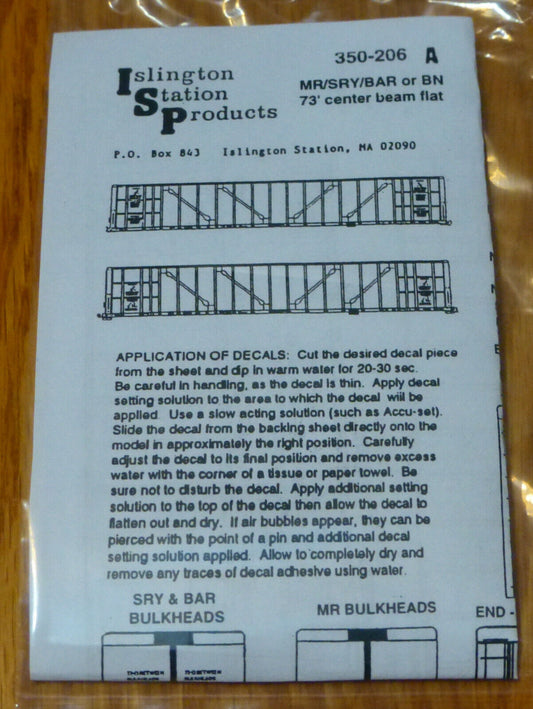 350-206 A
Islington
Station
Products
MR/SRY/BAR or BN
73' center beam flat
P.O. Box 843 Islington Station, MA 02090
APPLICATION OF DECALS: Cut the desired decal piece
from the sheet and dip in warm water for 20-30 sec.
Be careful in handling, as the decal is thin. Apply decal
setting solution to the area to which the decal will be
applied. Use a slow acting solution (such as Accu-set).
Slide the decal from the backing sheet directly onto the
model in approximately the right position. Carefully
adjust the decal to its final position and remove excess
water with the corner of a tissue or paper towel. Be
sure not to disturb the decal. Apply additional setting
solution to the top of the decal then allow the decal to
flatten out and dry. If air bubbles appear, they can be
pierced with the point of a pin and additional decal
setting solution applied. Allow to completely dry and
remove any traces of decal adhesive using water.
SRY & BAR
BULKHEADS
MR BULKHEADS
END -